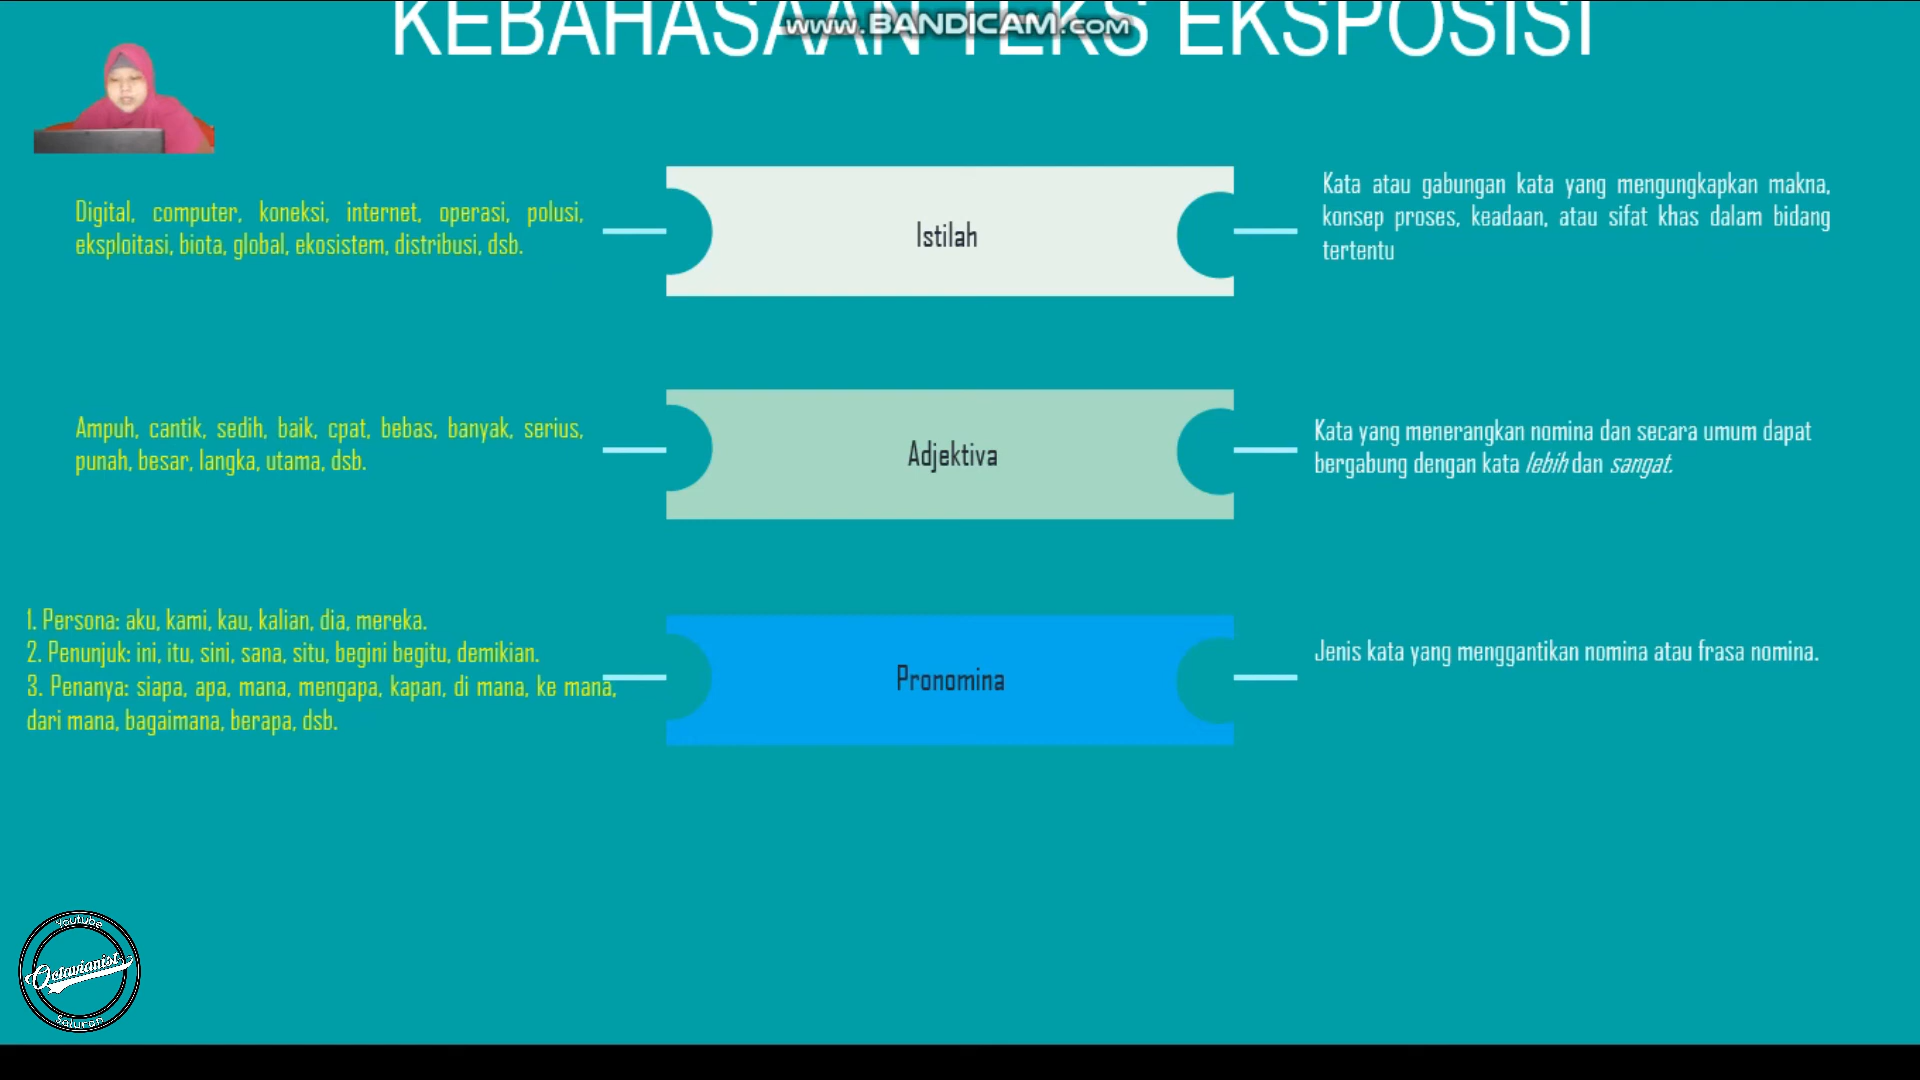 KEBAHASAAN TEKS EKSPOSISI
www.BANDICAM.com
Digital, computer, koneksi, internet, operasi, polusi,
eksploitasi, biota, global, ekosistem, distribusi, dsb.
Istilah
Kata atau gabungan kata yang mengungkapkan makna,
konsep proses, keadaan, atau sifat khas dalam bidang
tertentu
Ampuh, cantik, sedih, baik, cpat, bebas, banyak, serius,
punah, besar, langka, utama, dsb.
Adjektiva
Kata yang menerangkan nomina dan secara umum dapat
bergabung dengan kata lebih dan sangat.
1. Persona: aku, kami, kau, kalian, dia, mereka.
2. Penunjuk: ini, itu, sini, sana, situ, begini begitu, demikian.
3. Penanya: siapa, apa, mana, mengapa, kapan, di mana, ke mana,
dari mana, bagaimana, berapa, dsb.
Pronomina
Jenis kata yang menggantikan nomina atau frasa nomina.
Youtube
Octavianist
Saluran